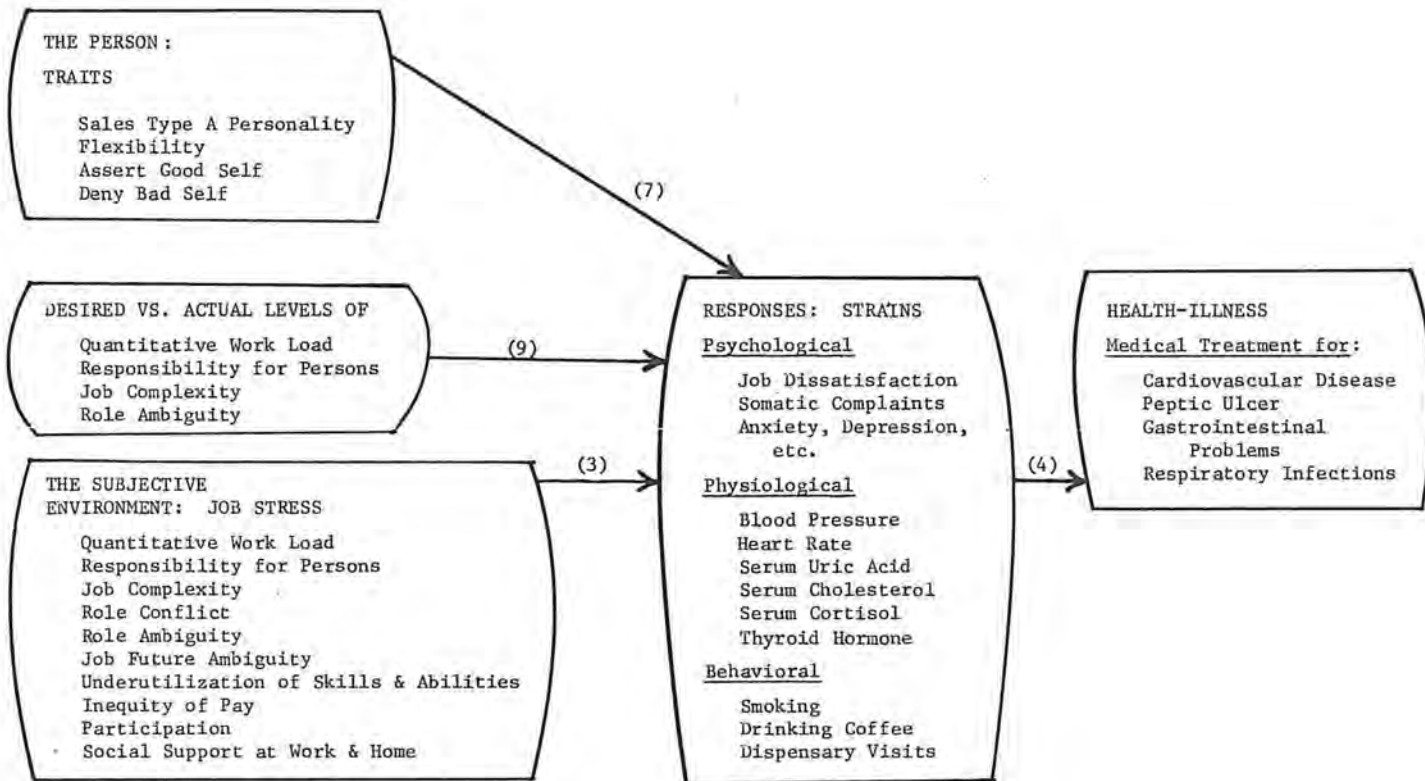 THE PERSON:
TRAITS
Sales Type A Personality
Flexibility
Assert Good Self
Deny Bad Self
(7)
DESIRED VS. ACTUAL LEVELS OF
Quantitative Work Load
Responsibility for Persons
Job Complexity
Role Ambiguity
(9)
THE SUBJECTIVE
ENVIRONMENT: JOB STRESS
Quantitative Work Load
Responsibility for Persons
Job Complexity
Role Conflict
Role Ambiguity
Job Future Ambiguity
Underutilization of Skills & Abilities
Inequity of Pay
Participation
Social Support at Work & Home
(3)
RESPONSES: STRAINS
Psychological
Job Dissatisfaction
Somatic Complaints
Anxiety, Depression,
etc.
Physiological
Blood Pressure
Heart Rate
Serum Uric Acid
Serum Cholesterol
Serum Cortisol
Thyroid Hormone
Behavioral
Smoking
Drinking Coffee
Dispensary Visits
(4)
HEALTH-ILLNESS
Medical Treatment for:
Cardiovascular Disease
Peptic Ulcer
Gastrointestinal
Problems
Respiratory Infections